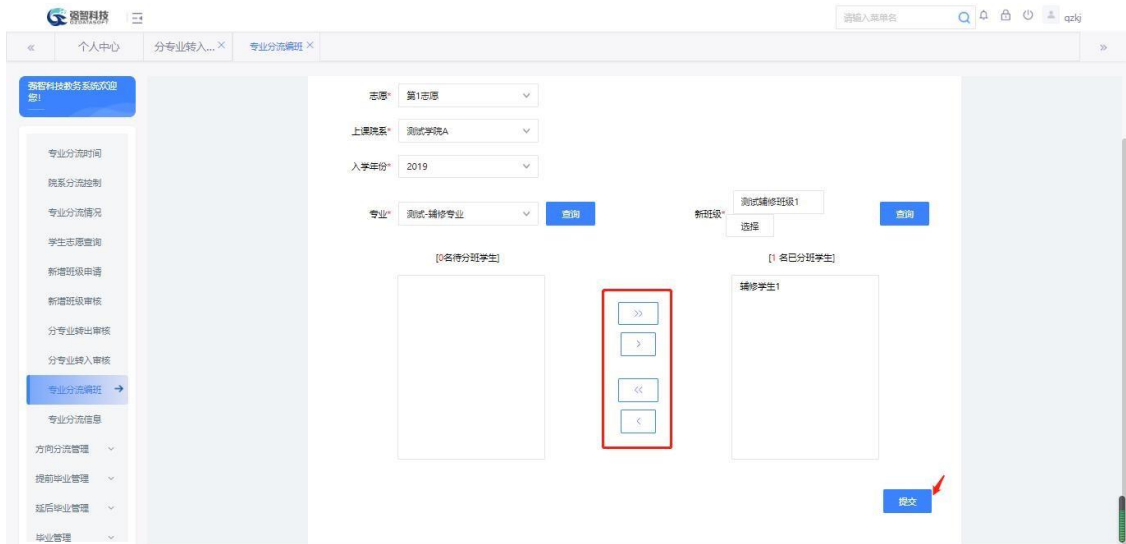 强智科技
QZDATASOFT
请输入菜单名
qzkj
个人中心
分专业转入...
专业分流编班
强智科技教务系统欢迎
您!
专业分流时间
院系分流控制
专业分流情况
学生志愿查询
新增班级申请
新增班级审核
分专业转出审核
分专业转入审核
专业分流编班
专业分流信息
方向分流管理
提前毕业管理
延后毕业管理
毕业管理
志愿* 第1志愿
上课院系* 测试学院A
入学年份* 2019
专业* 测试-辅修专业 查询
新班级* 测试辅修班级1
选择
查询
[0名待分班学生]
[1 名已分班学生]
辅修学生1
>>
>
<<
<
提交